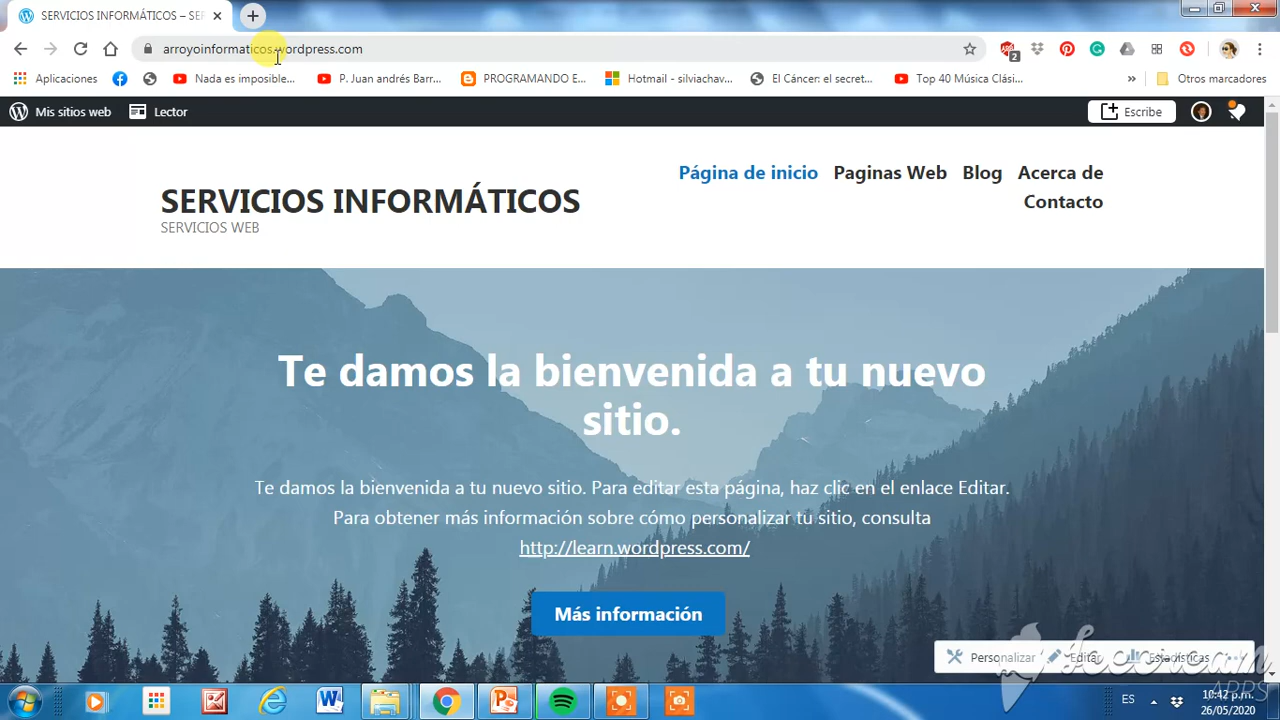 SERVICIOS INFORMÁTICOS – SER
arroyoinformaticos.wordpress.com
2
Aplicaciones
Nada es imposible...
P. Juan andrés Barr...
PROGRAMANDO E...
Hotmail - silviachav...
El Cáncer, el secret...
Top 40 Música Clási...
»
Otros marcadores
Mis sitios web
Lector
Escribe
Página de inicio
Paginas Web
Blog
Acerca de
Contacto
SERVICIOS INFORMÁTICOS
SERVICIOS WEB
Te damos la bienvenida a tu nuevo
sitio.
Te damos la bienvenida a tu nuevo sitio. Para editar esta página, haz clic en el enlace Editar.
Para obtener más información sobre cómo personalizar tu sitio, consulta
http://learn.wordpress.com/
Más información
Personalizar
Editar
Estadísticas
Icecream
APPS
ES
10:42 p.m.
26/05/2020